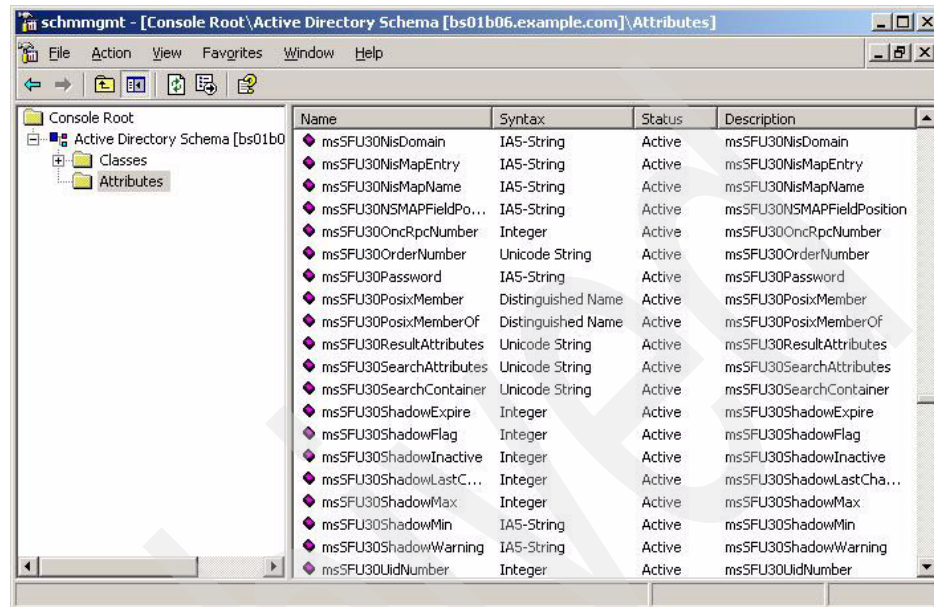 schmmgmt - [Console Root\Active Directory Schema [bs01b06.example.com]\Attributes]
File Action View Favorites Window Help
Console Root
Active Directory Schema [bs01b0
Classes
Attributes
Name Syntax Status Description
msSFU30NisDomain IA5-String Active msSFU30NisDomain
msSFU30NisMapEntry IA5-String Active msSFU30NisMapEntry
msSFU30NisMapName IA5-String Active msSFU30NisMapName
msSFU30NSMAPFieldPo... IA5-String Active msSFU30NSMAPFieldPosition
msSFU30OncRpcNumber Integer Active msSFU30OncRpcNumber
msSFU30OrderNumber Unicode String Active msSFU30OrderNumber
msSFU30Password IA5-String Active msSFU30Password
msSFU30PosixMember Distinguished Name Active msSFU30PosixMember
msSFU30PosixMemberOf Distinguished Name Active msSFU30PosixMemberOf
msSFU30ResultAttributes Unicode String Active msSFU30ResultAttributes
msSFU30SearchAttributes Unicode String Active msSFU30SearchAttributes
msSFU30SearchContainer Unicode String Active msSFU30SearchContainer
msSFU30ShadowExpire Integer Active msSFU30ShadowExpire
msSFU30ShadowFlag Integer Active msSFU30ShadowFlag
msSFU30ShadowInactive Integer Active msSFU30ShadowInactive
msSFU30ShadowLastC... Integer Active msSFU30ShadowLastCha...
msSFU30ShadowMax Integer Active msSFU30ShadowMax
msSFU30ShadowMin IA5-String Active msSFU30ShadowMin
msSFU30ShadowWarning IA5-String Active msSFU30ShadowWarning
msSFU30UidNumber Integer Active msSFU30UidNumber